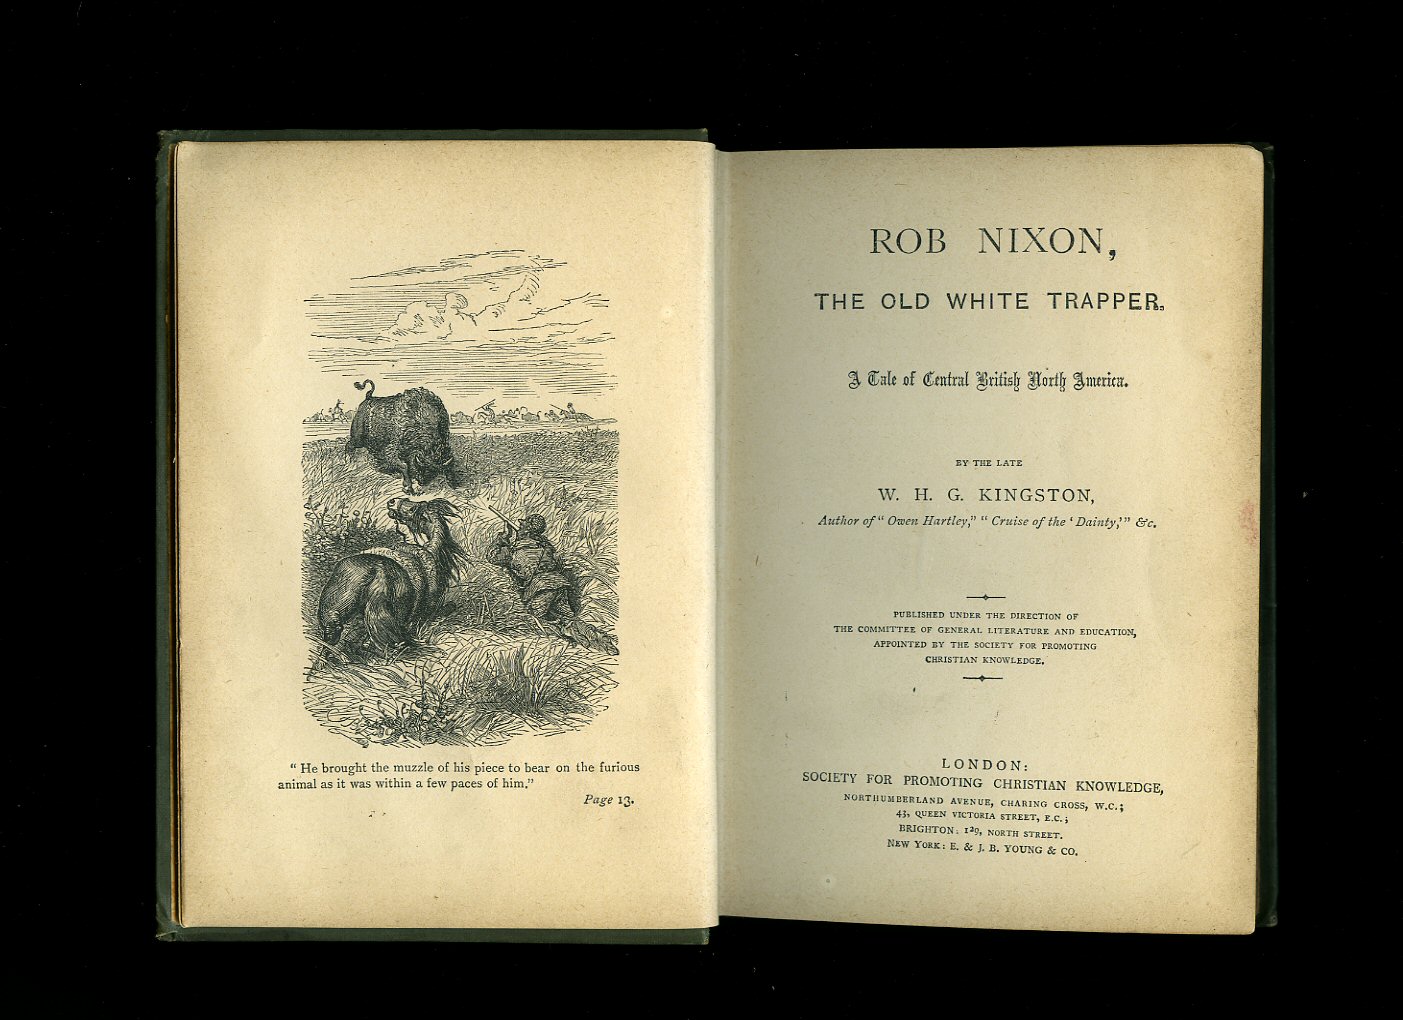 “ He brought the muzzle of his piece to bear on the furious
animal as it was within a few paces of him.”
Page 13.
ROB NIXON,
THE OLD WHITE TRAPPER.
A Tale of Central British North America.
BY THE LATE
W. H. G. KINGSTON,
Author of “ Owen Hartley,” “ Cruise of the ‘ Dainty,’” &c.
PUBLISHED UNDER THE DIRECTION OF
THE COMMITTEE OF GENERAL LITERATURE AND EDUCATION,
APPOINTED BY THE SOCIETY FOR PROMOTING
CHRISTIAN KNOWLEDGE.
LONDON:
SOCIETY FOR PROMOTING CHRISTIAN KNOWLEDGE,
NORTHUMBERLAND AVENUE, CHARING CROSS, W.C.;
43, QUEEN VICTORIA STREET, E.C.;
BRIGHTON: 129, NORTH STREET.
NEW YORK: E. & J. B. YOUNG & CO.